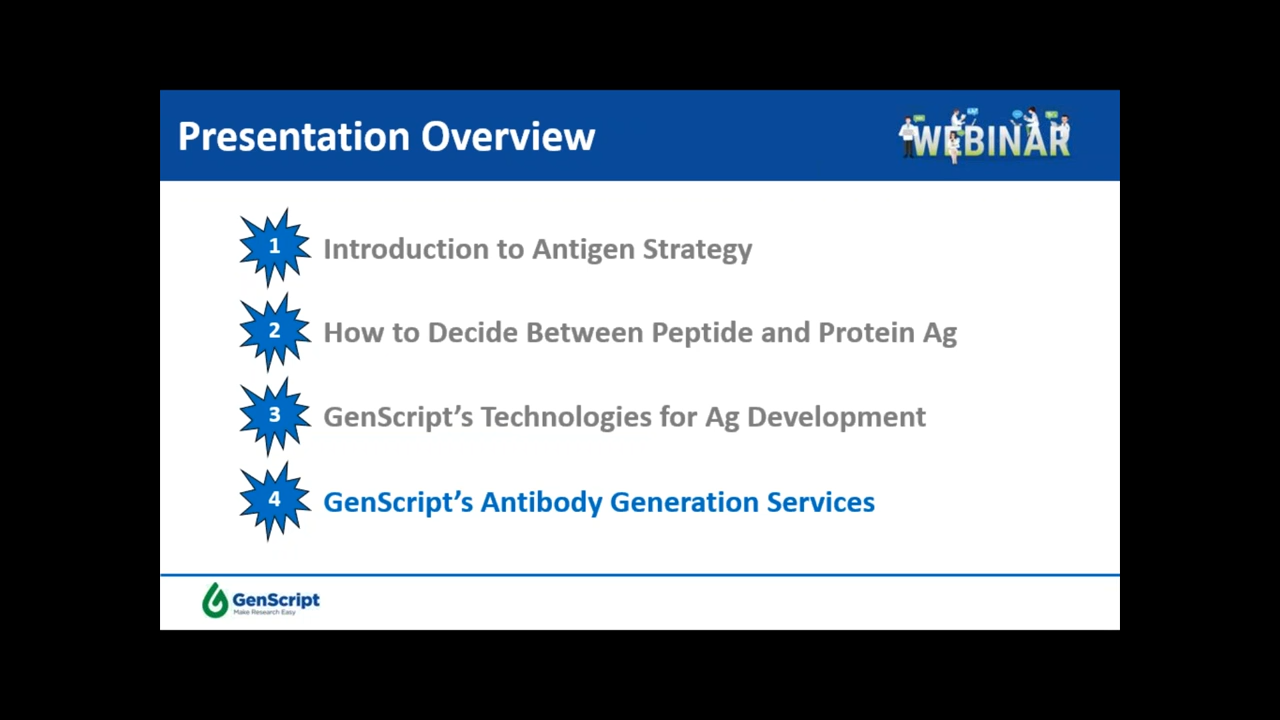 Presentation Overview
WEBINAR
1
Introduction to Antigen Strategy
2
How to Decide Between Peptide and Protein Ag
3
GenScript’s Technologies for Ag Development
4
GenScript’s Antibody Generation Services
GenScript
Make Research Easy